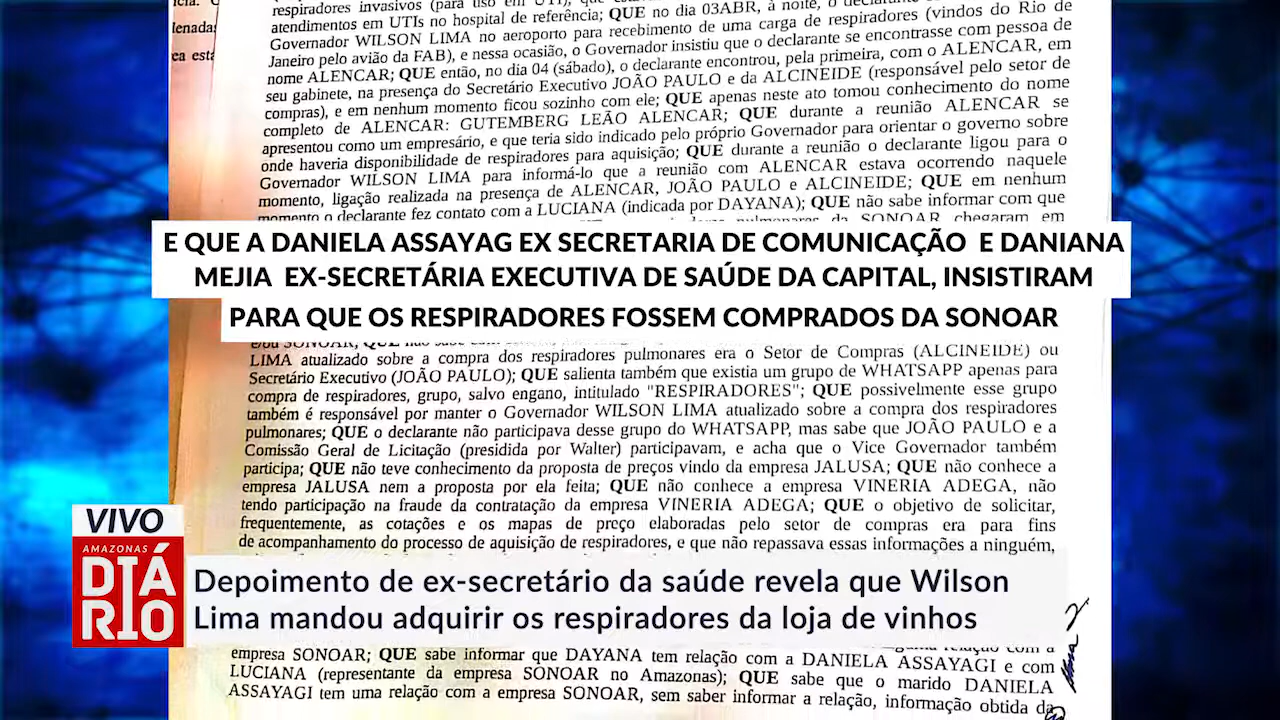 respiradores invasivos (para uso em UTI), que
atendimentos em UTIs no hospital de referência; QUE no dia 03ABR, à noite, o
Governador WILSON LIMA no aeroporto para recebimento de uma carga de respiradores (vindos do Rio de
Janeiro pelo avião da FAB), e nessa ocasião, o Governador insistiu que o declarante se encontrasse com pessoa de
nome ALENCAR; QUE então, no dia 04 (sábado), o declarante encontrou, pela primeira, com o ALENCAR, em
seu gabinete, na presença do Secretário Executivo JOÃO PAULO e da ALCINEIDE (responsável pelo setor de
compras), e em nenhum momento ficou sozinho com ele; QUE apenas neste ato tomou conhecimento do nome
completo de ALENCAR: GUTEMBERG LEÃO ALENCAR; QUE durante a reunião ALENCAR se
apresentou como um empresário, e que teria sido indicado pelo próprio Governador para orientar o governo sobre
onde haveria disponibilidade de respiradores para aquisição; QUE durante a reunião o declarante ligou para o
Governador WILSON LIMA para informá-lo que a reunião com ALENCAR estava ocorrendo naquele
momento, ligação realizada na presença de ALENCAR, JOÃO PAULO e ALCINEIDE; QUE em nenhum
momento o declarante fez contato com a LUCIANA (indicada por DAYANA); QUE não sabe informar com que
pulmonares da SONOAR chegaram em
E QUE A DANIELA ASSAYAG EX SECRETARIA DE COMUNICAÇÃO E DANIANA
MEJIA EX-SECRETÁRIA EXECUTIVA DE SAÚDE DA CAPITAL, INSISTIRAM
PARA QUE OS RESPIRADORES FOSSEM COMPRADOS DA SONOAR
LIMA atualizado sobre a compra dos respiradores pulmonares era o Setor de Compras (ALCINEIDE) ou
Secretário Executivo (JOÃO PAULO); QUE salienta também que existia um grupo de WHATSAPP apenas para
compra de respiradores, grupo, salvo engano, intitulado "RESPIRADORES"; QUE possivelmente esse grupo
também é responsável por manter o Governador WILSON LIMA atualizado sobre a compra dos respiradores
pulmonares; QUE o declarante não participava desse grupo do WHATSAPP, mas sabe que JOÃO PAULO e a
Comissão Geral de Licitação (presidida por Walter) participavam, e acha que o Vice Governador também
participa; QUE não teve conhecimento da proposta de preços vindo da empresa JALUSA; QUE não conhece a
empresa JALUSA nem a proposta por ela feita; QUE não conhece a empresa VINERIA ADEGA, não
tendo participação na fraude da contratação da empresa VINERIA ADEGA; QUE o objetivo de solicitar,
frequentemente, as cotações e os mapas de preço elaboradas pelo setor de compras era para fins
de acompanhamento do processo de aquisição de respiradores, e que não repassava essas informações a ninguém,
VIVO
AMAZONAS
DIÁ
RIO
Depoimento de ex-secretário da saúde revela que Wilson
Lima mandou adquirir os respiradores da loja de vinhos
empresa SONOAR; QUE sabe informar que DAYANA tem relação com a DANIELA ASSAYAGI e com
LUCIANA (representante da empresa SONOAR no Amazonas); QUE sabe que o marido DANIELA
ASSAYAGI tem uma relação com a empresa SONOAR, sem saber informar a relação, informação obtida da